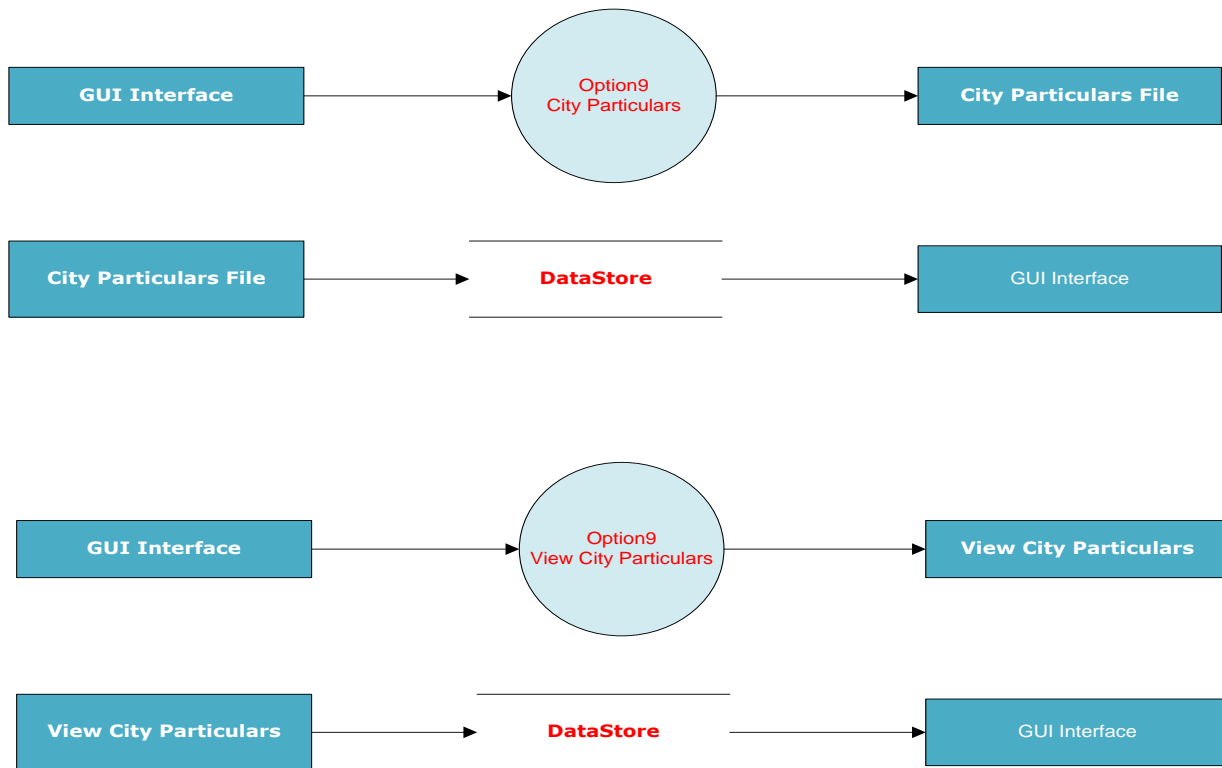 GUI Interface
Option9
City Particulars
City Particulars File
City Particulars File
DataStore
GUI Interface
GUI Interface
Option9
View City Particulars
View City Particulars
View City Particulars
DataStore
GUI Interface